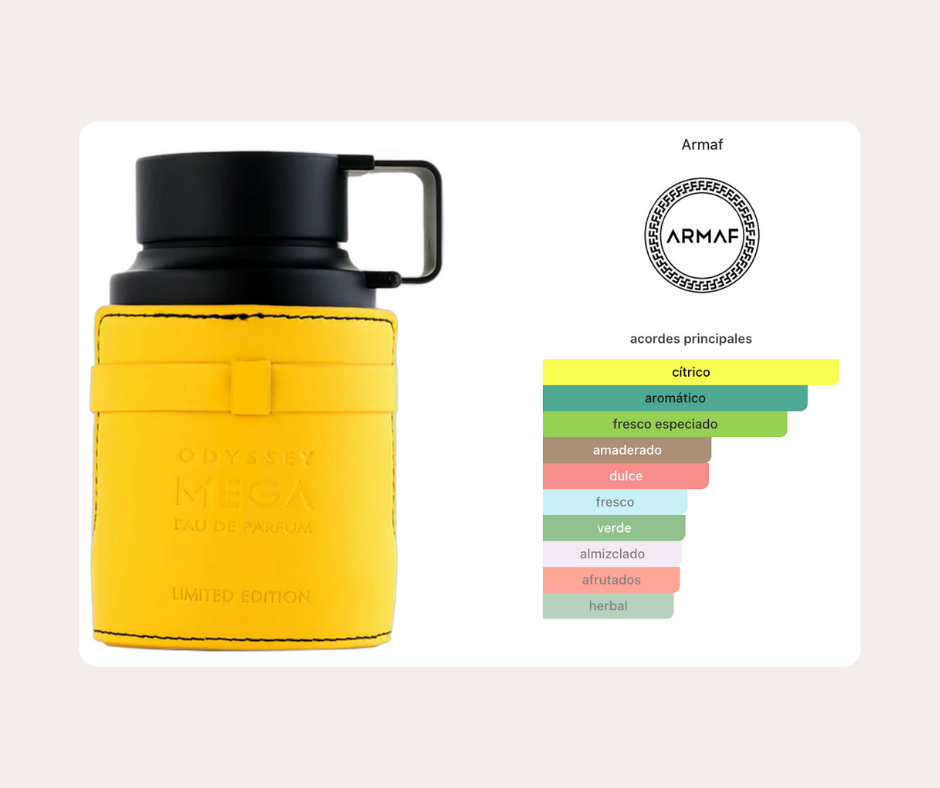 ODYSSEY
MEGA
EAU DE PARFUM
LIMITED EDITION
Armaf
ARMAF
acordes principales
cítrico
aromático
fresco especiado
amaderado
dulce
fresco
verde
almizclado
afrutados
herbal